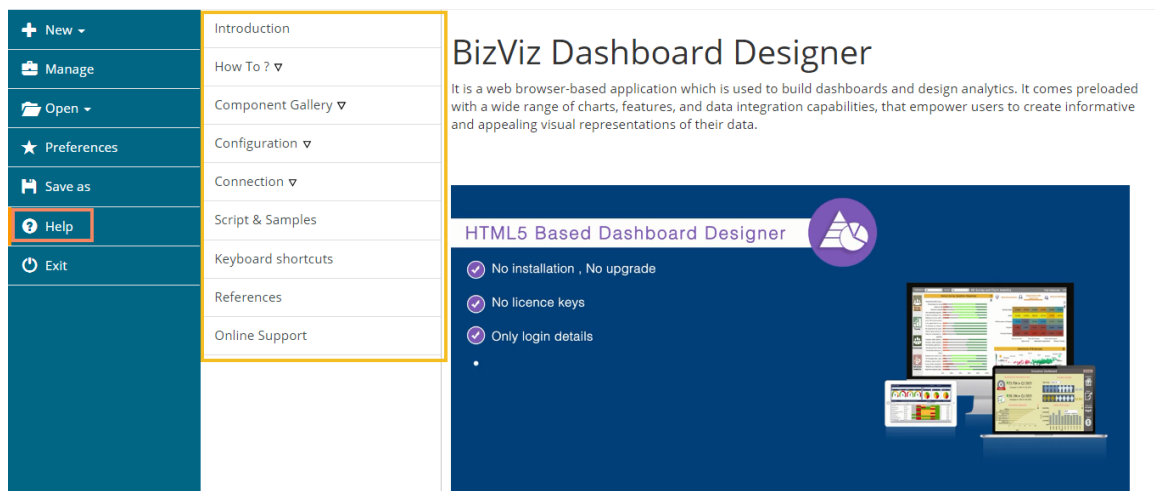 New
Manage
Open
Preferences
Save as
Help
Exit
Introduction
How To ?
Component Gallery
Configuration
Connection
Script & Samples
Keyboard shortcuts
References
Online Support
BizViz Dashboard Designer
It is a web browser-based application which is used to build dashboards and design analytics. It comes preloaded
with a wide range of charts, features, and data integration capabilities, that empower users to create informative
and appealing visual representations of their data.
HTML5 Based Dashboard Designer
No installation , No upgrade
No licence keys
Only login details